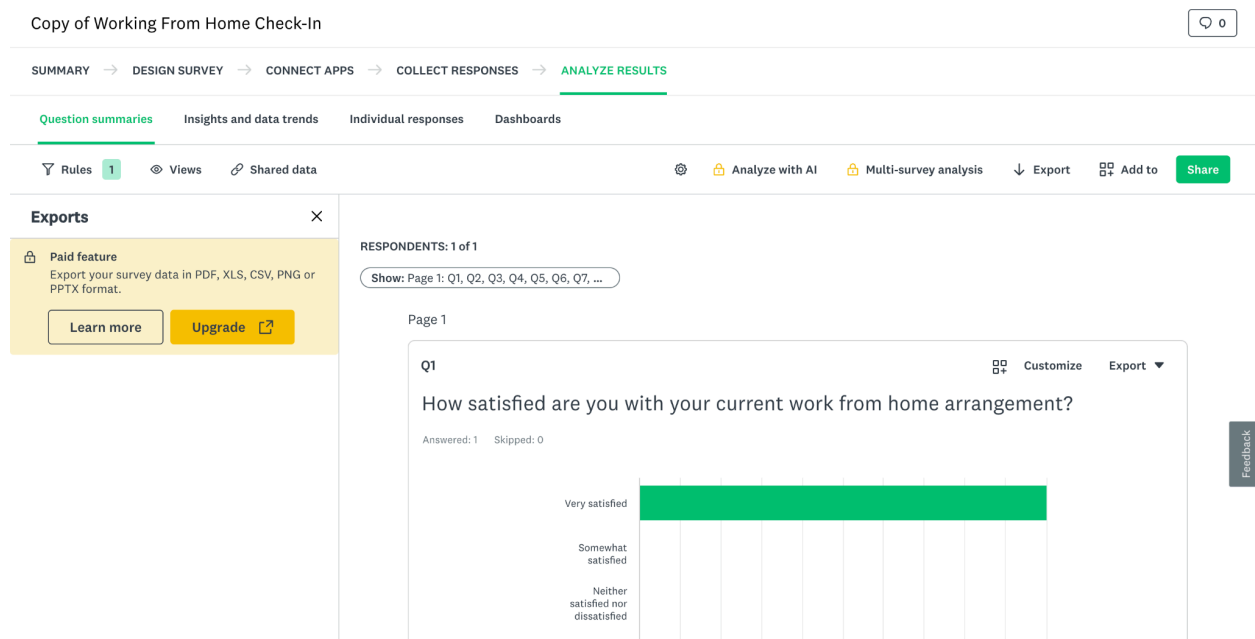 Copy of Working From Home Check-In
0
SUMMARY
DESIGN SURVEY
CONNECT APPS
COLLECT RESPONSES
ANALYZE RESULTS
Question summaries
Insights and data trends
Individual responses
Dashboards
Rules 1
Views
Shared data
Analyze with AI
Multi-survey analysis
Export
Add to
Share
Exports
Paid feature
Export your survey data in PDF, XLS, CSV, PNG or
PPTX format.
Learn more
Upgrade
RESPONDENTS: 1 of 1
Show: Page 1: Q1, Q2, Q3, Q4, Q5, Q6, Q7, ...
Page 1
Q1
Customize
Export
How satisfied are you with your current work from home arrangement?
Answered: 1 Skipped: 0
Very satisfied
Somewhat
satisfied
Neither
satisfied nor
dissatisfied
Feedback